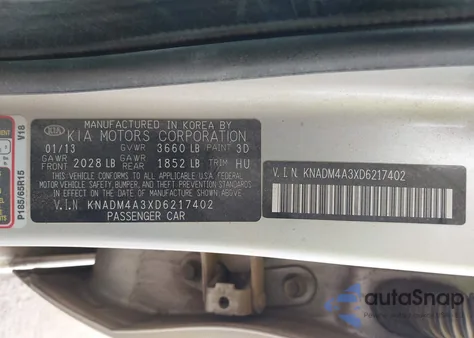 MANUFACTURED IN KOREA BY
KIA KIA MOTORS CORPORATION
01/13 GVWR 3660 LB PAINT 3D
GAWR FRONT 2028 LB GAWR REAR 1852 LB TRIM HU
THIS VEHICLE CONFORMS TO ALL APPLICABLE U.S.A. FEDERAL MOTOR VEHICLE
SAFETY, BUMPER, AND THEFT PREVENTION STANDARDS
IN EFFECT ON THE DATE OF MANUFACTURE SHOWN ABOVE.
V.I.N. KNADM4A3XD6217402
PASSENGER CAR
V.I.N. KNADM4A3XD6217402
P185/65R15
V18
autoSnap